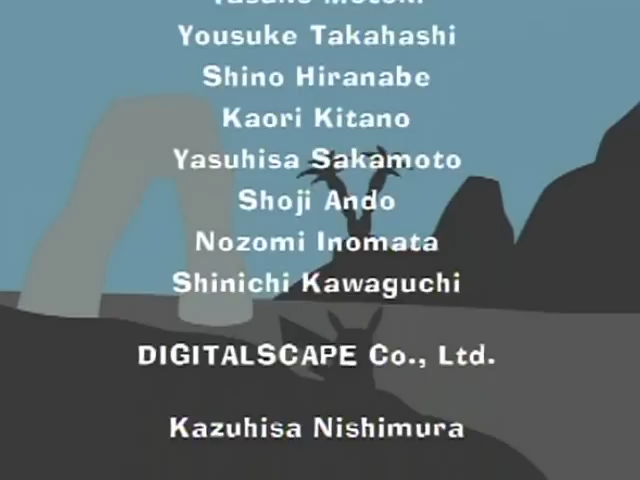 Yousuke Takahashi
Shino Hiranabe
Kaori Kitano
Yasuhisa Sakamoto
Shoji Ando
Nozomi Inomata
Shinichi Kawaguchi
DIGITALSCAPE Co., Ltd.
Kazuhisa Nishimura